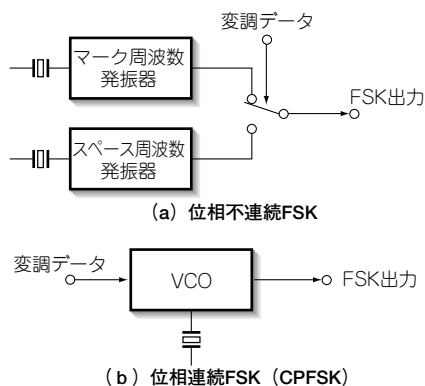 変調データ
マーク周波数
発振器
FSK出力
スペース周波数
発振器
(a) 位相不連続FSK
変調データ
VCO
FSK出力
(b) 位相連続FSK (CPFSK)